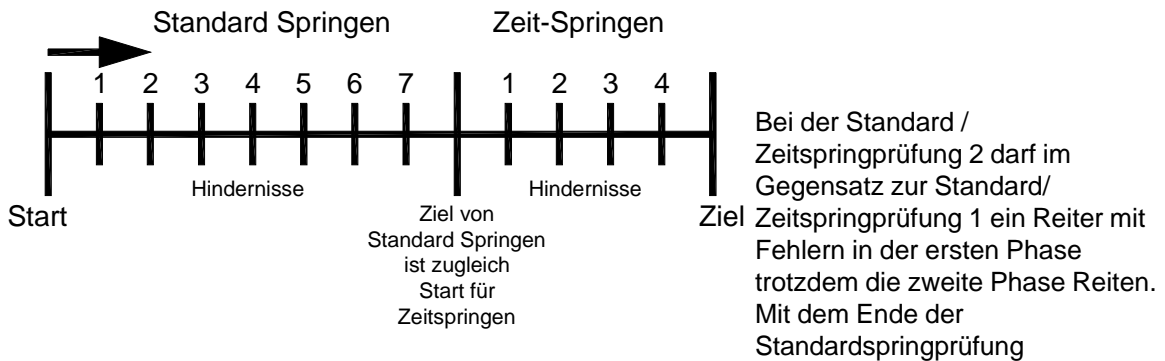 Standard Springen Zeit-Springen
1 2 3 4 5 6 7 1 2 3 4
Hindernisse Hindernisse
Start
Ziel von
Standard Springen
ist zugleich
Start für
Zeitspringen
Ziel
Bei der Standard /
Zeitspringprüfung 2 darf im
Gegensatz zur Standard/
Zeitspringprüfung 1 ein Reiter mit
Fehlern in der ersten Phase
trotzdem die zweite Phase Reiten.
Mit dem Ende der
Standardspringprüfung